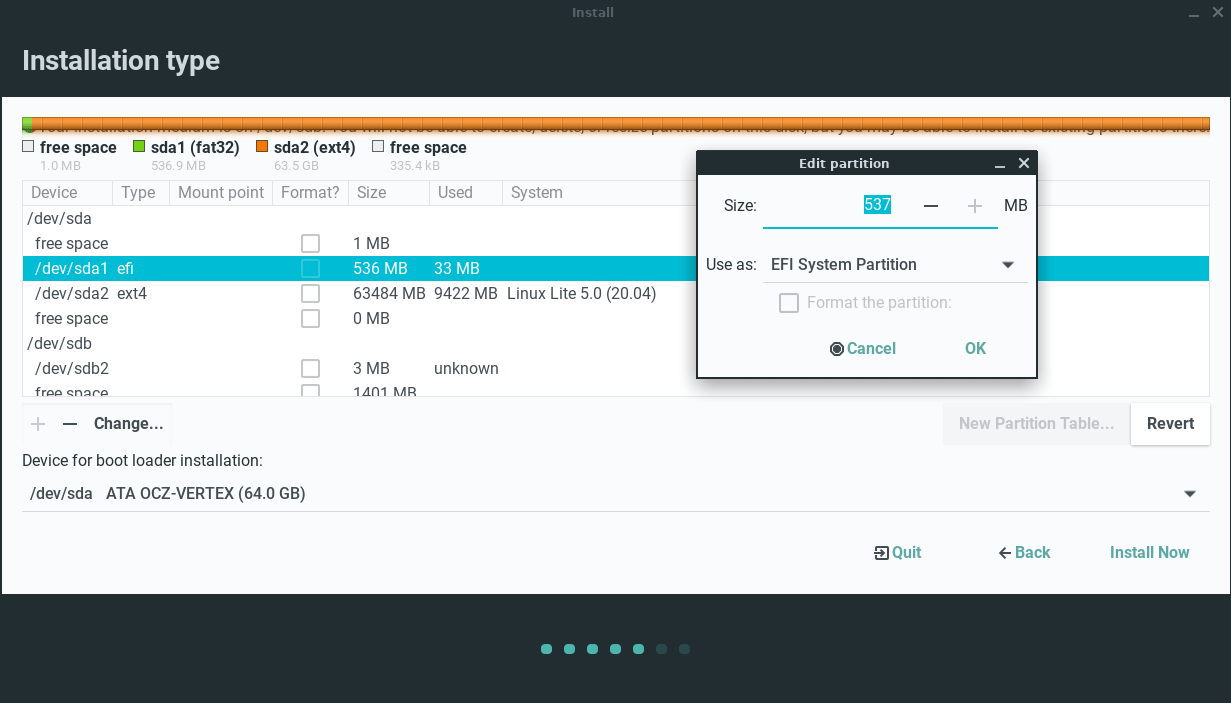 Install
Installation type
free space sda1 (fat32) sda2 (ext4) free space
1.0 MB 536.9 MB 63.5 GB 335.4 kB
Device Type Mount point Format? Size Used System
/dev/sda
free space 1 MB
/dev/sda1 efi 536 MB 33 MB
/dev/sda2 ext4 63484 MB 9422 MB Linux Lite 5.0 (20.04)
free space 0 MB
/dev/sdb
/dev/sdb2 3 MB unknown
free space 1401 MB
Edit partition
Size: 537 MB
Use as: EFI System Partition
Format the partition:
Cancel OK
Change... New Partition Table... Revert
Device for boot loader installation:
/dev/sda ATA OCZ-VERTEX (64.0 GB)
Quit Back Install Now